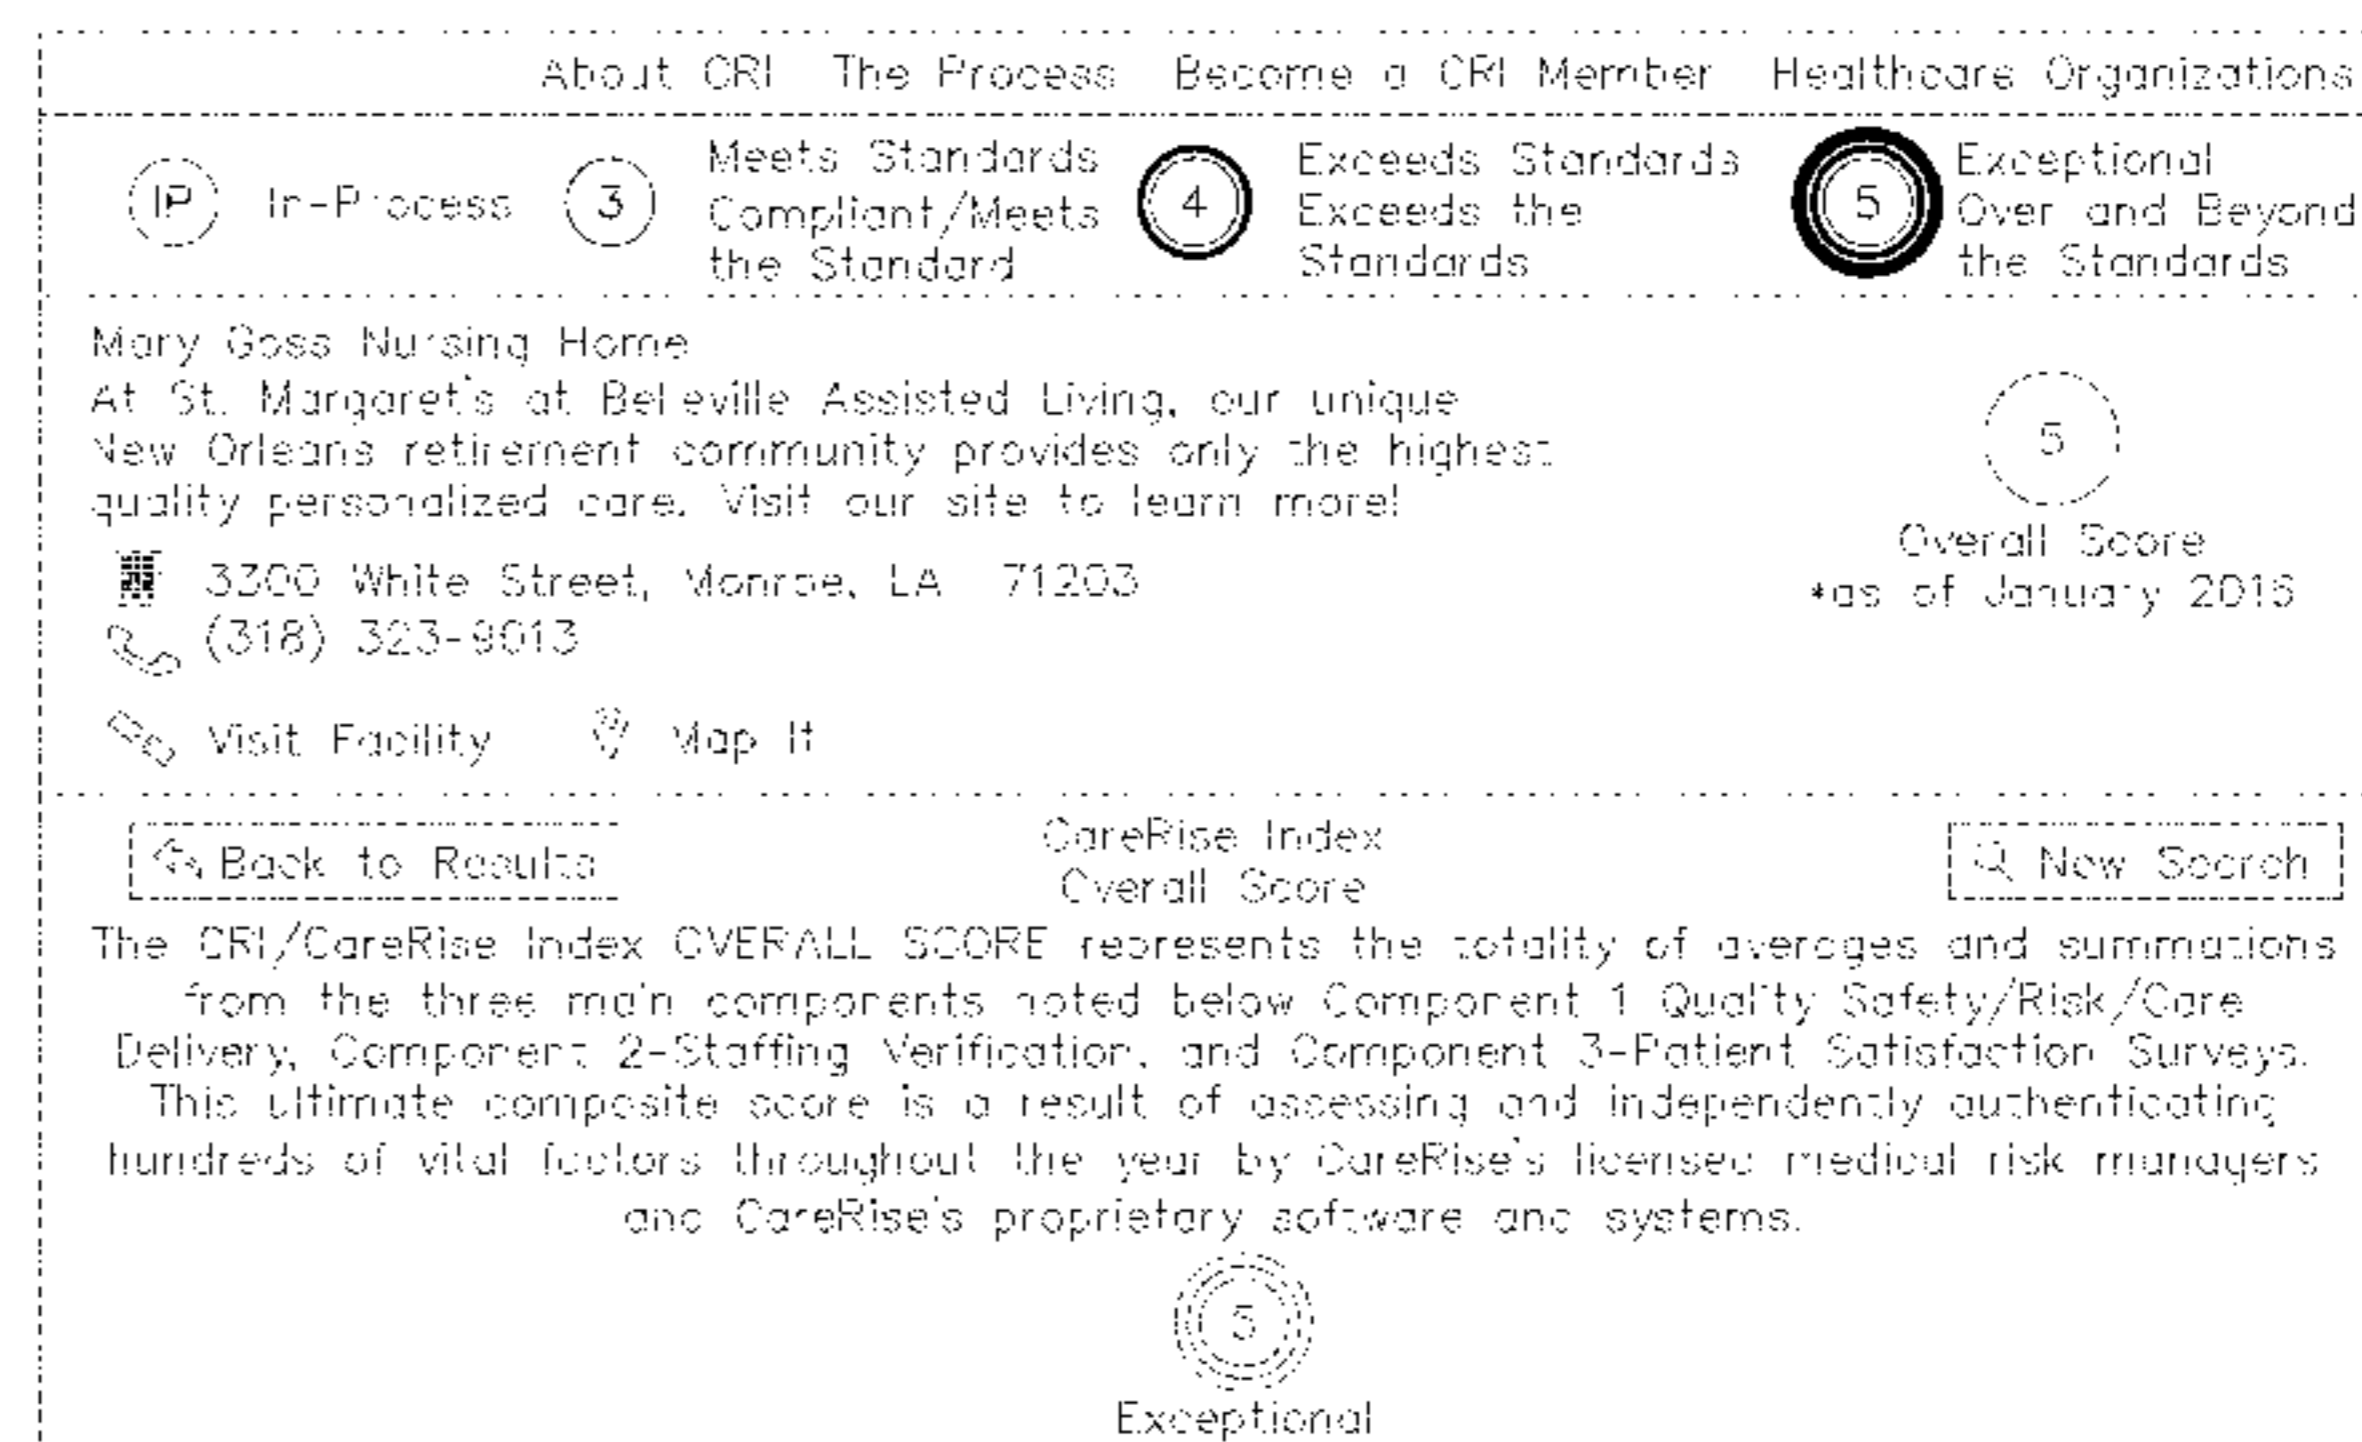 About CRI The Process Become a CRI Member Healthcare Organizations
IP In-Process 3 Meets Standards Compliant/Meets the Standard 4 Exceeds Standards Exceeds the Standards 5 Exceptional Over and Beyond the Standards
Mary Goss Nursing Home
At St. Margaret's at Belleville Assisted Living, our unique
New Orleans retirement community provides only the highest
quality personalized care. Visit our site to learn more!
5
Overall Score
3300 White Street, Monroe, LA 71203
*as of January
(318) 323-9013
Visit Facility Map It
Back to Results
CareRise Index
Overall Score
New Search
The CRI/CareRise Index OVERALL SCORE represents the totality of averages and summations
from the three main components noted below Component 1 Quality Safety/Risk/Care
Delivery, Component 2-Staffing Verification, and Component 3-Patient Satisfaction Surveys.
This ultimate composite score is a result of assessing and independently authenticating
hundreds of vital factors throughout the year by CareRise's licensed medical risk managers
and CareRise's proprietary software and systems.
5
Exceptional